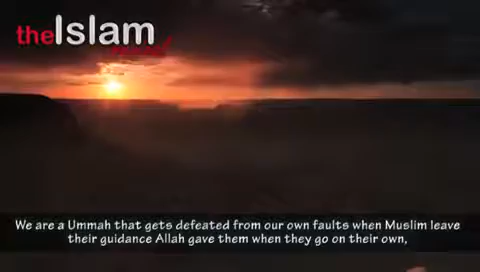 theIslam
We are a Ummah that gets defeated from our own faults when Muslim leave
their guidance Allah gave them when they go on their own,